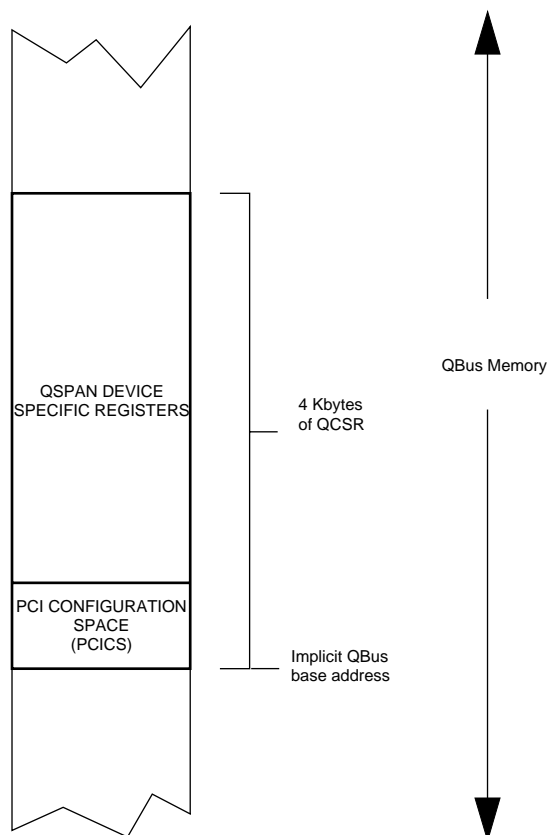 QSPAN DEVICE
SPECIFIC REGISTERS
4 Kbytes
of QCSR
QBus Memory
PCI CONFIGURATION
SPACE
(PCICS)
Implicit QBus
base address